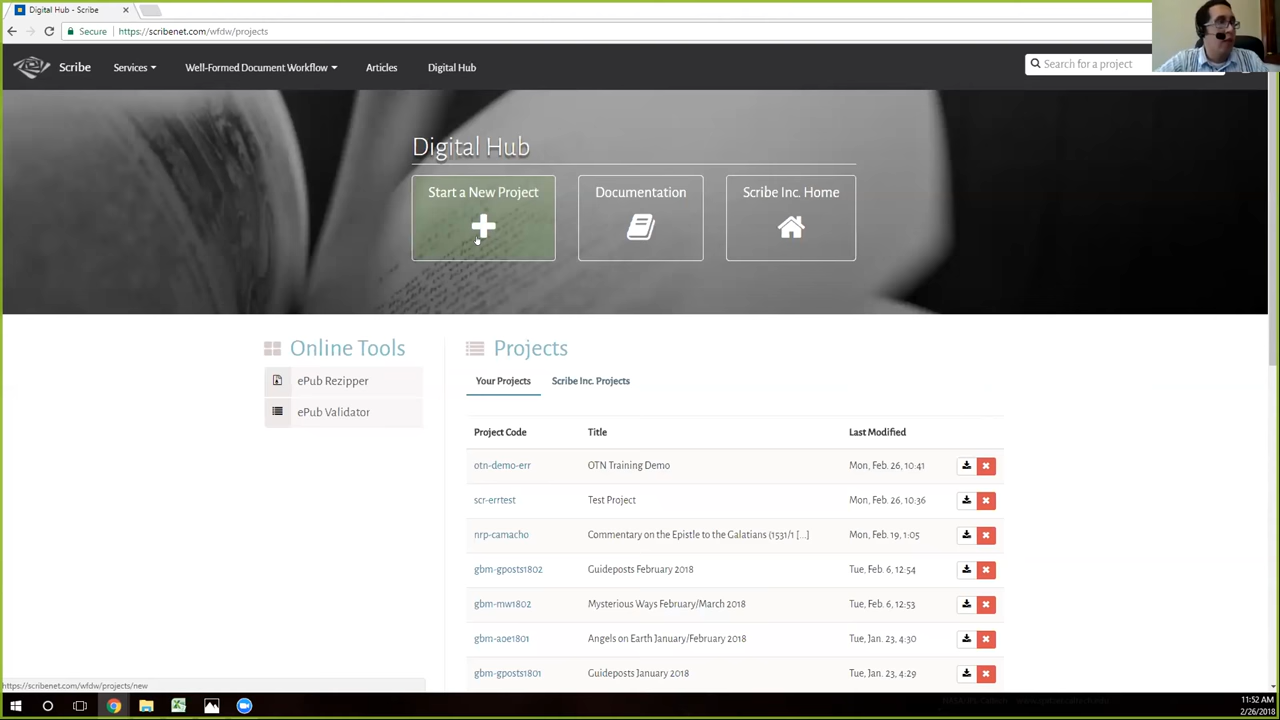 Digital Hub - Scribe
Secure https://scribenet.com/wfdw/projects
Scribe Services Well-Formed Document Workflow Articles Digital Hub Search for a project
Digital Hub
Start a New Project Documentation Scribe Inc. Home
Online Tools
ePub Rezipper
ePub Validator
Projects
Your Projects Scribe Inc. Projects
Project Code Title Last Modified
otn-demo-err OTN Training Demo Mon, Feb. 26, 10:41
scr-errtest Test Project Mon, Feb. 26, 10:36
nrp-camacho Commentary on the Epistle to the Galatians (1531/1 [...] Mon, Feb. 19, 1:05
gbm-gposts1802 Guideposts February 2018 Tue, Feb. 6, 12:54
gbm-mw1802 Mysterious Ways February/March 2018 Tue, Feb. 6, 12:53
gbm-aoe1801 Angels on Earth January/February 2018 Tue, Jan. 23, 4:30
gbm-gposts1801 Guideposts January 2018 Tue, Jan. 23, 4:29
https://scribenet.com/wfdw/projects/new
11:52 AM
2/26/2018